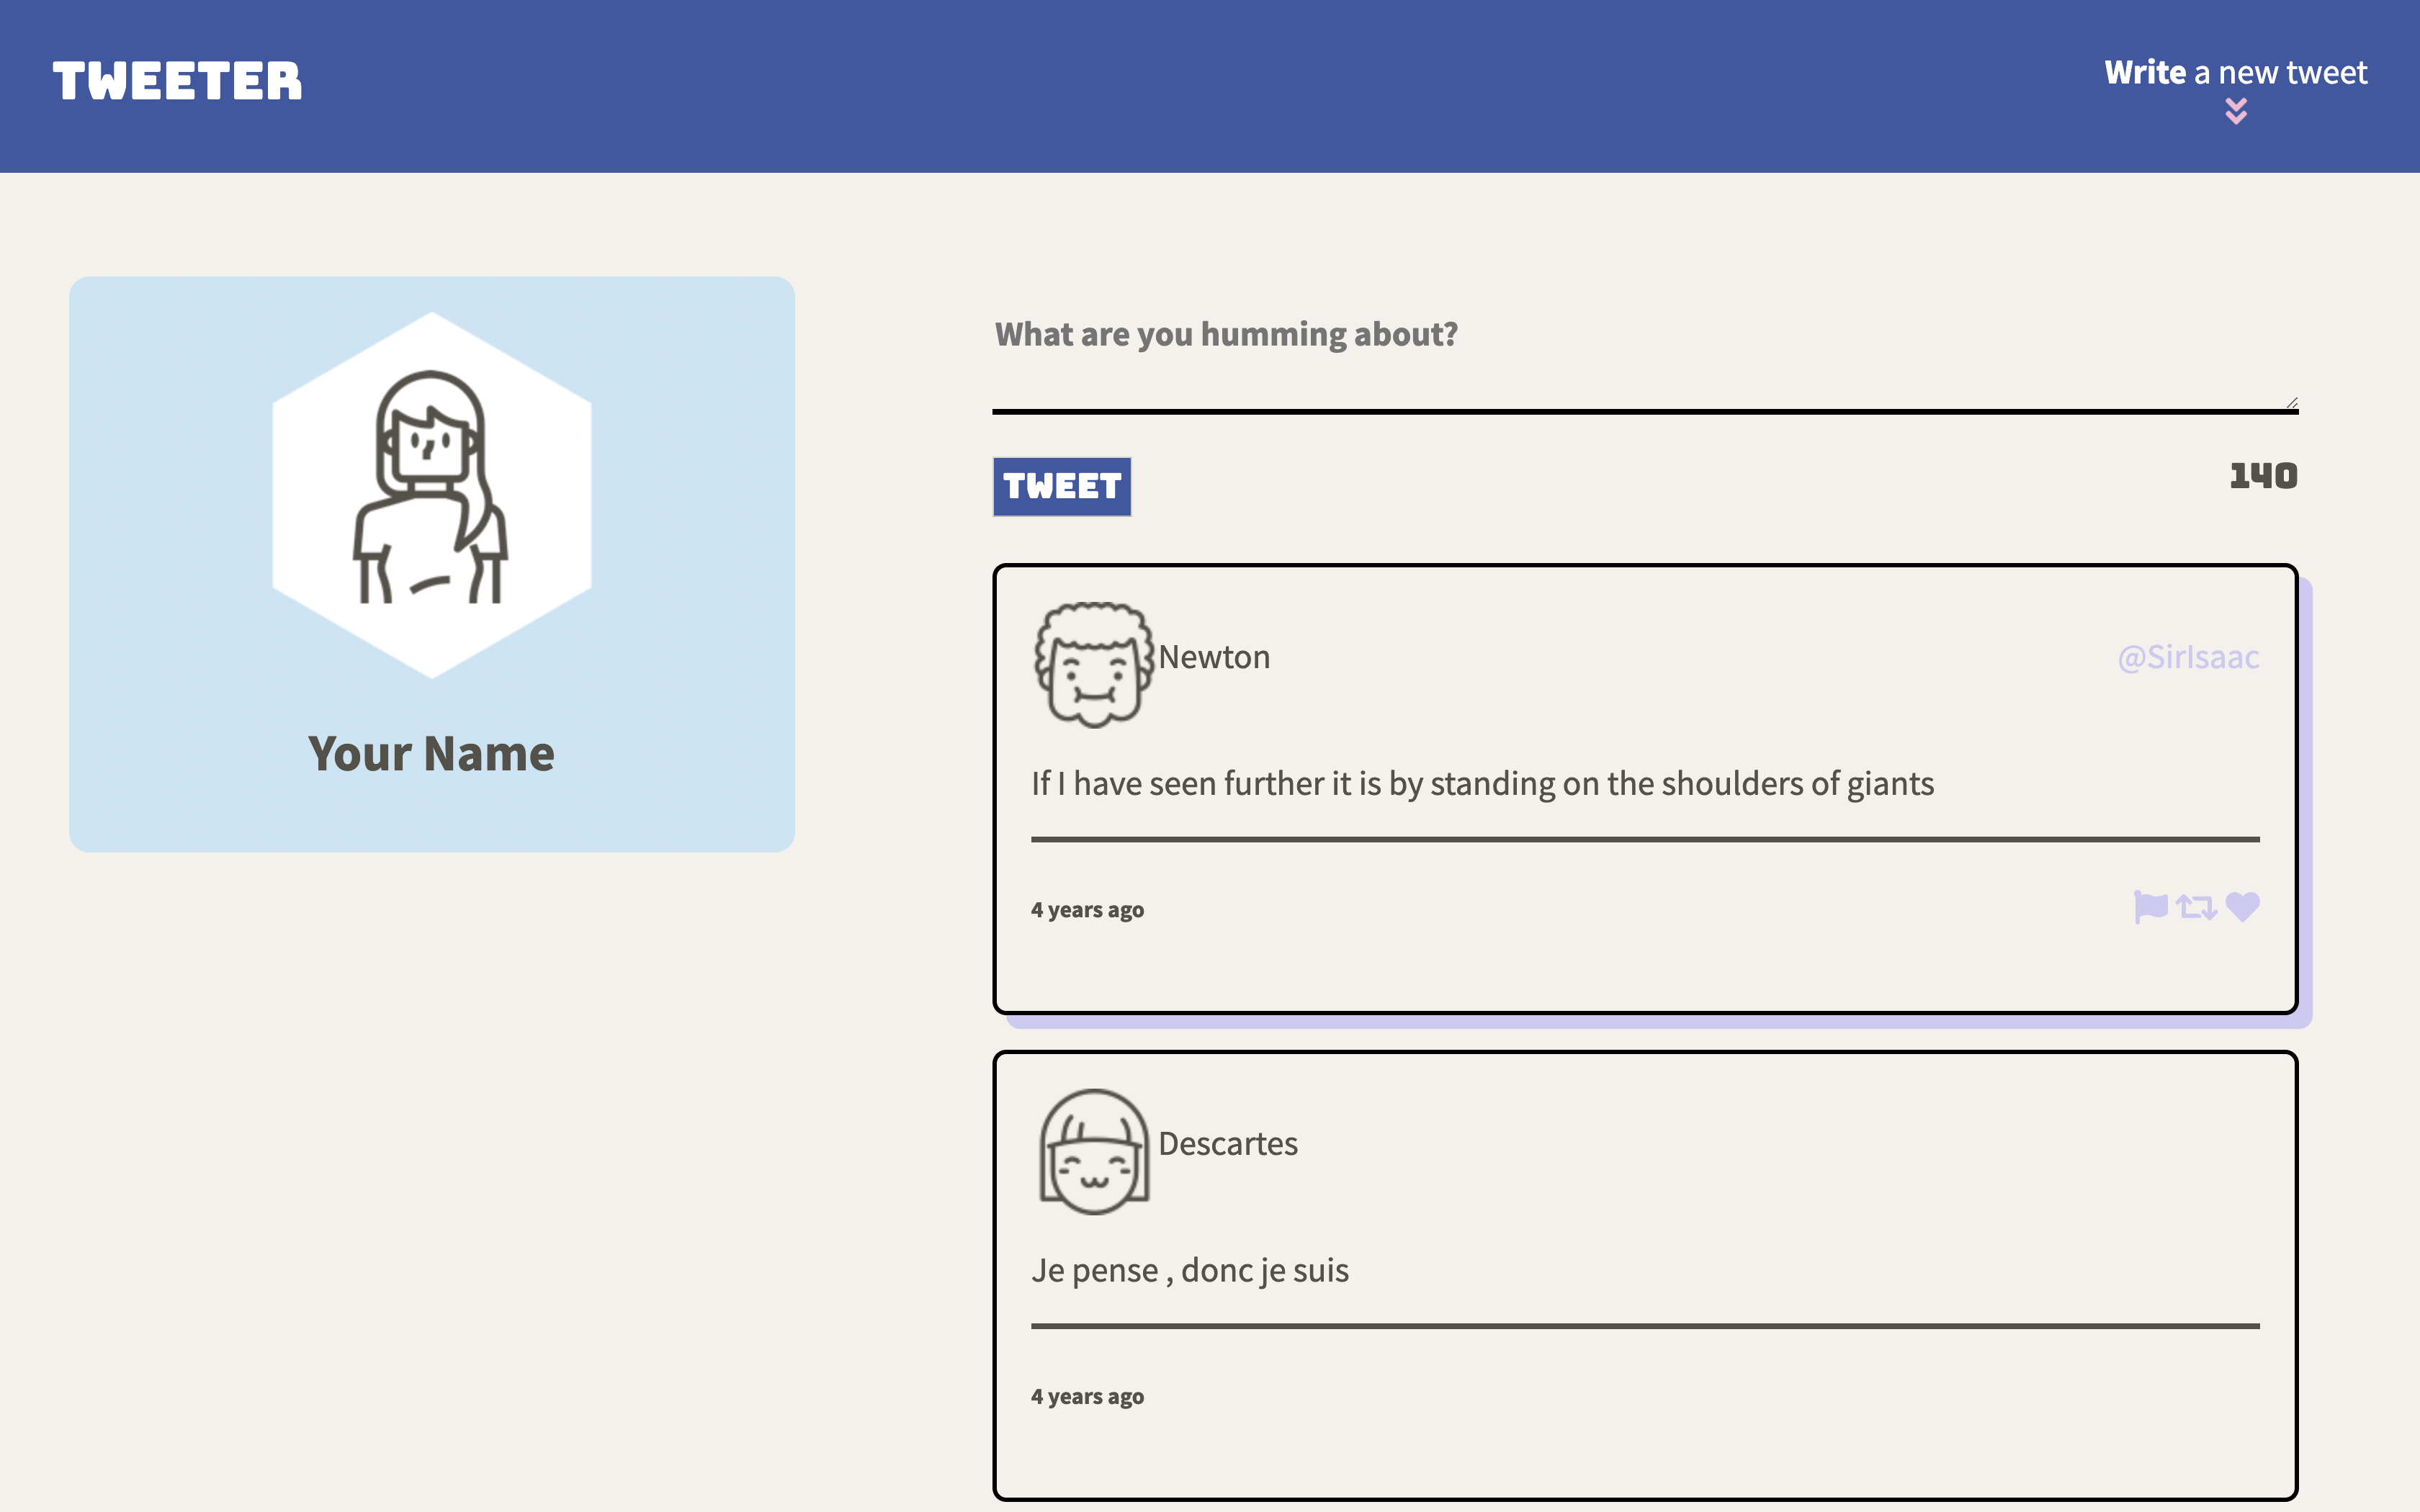 TWEETER
Write a new tweet
Your Name
What are you humming about?
TWEET
140
Newton
@SirIsaac
If I have seen further it is by standing on the shoulders of giants
4 years ago
Descartes
Je pense , donc je suis
4 years ago